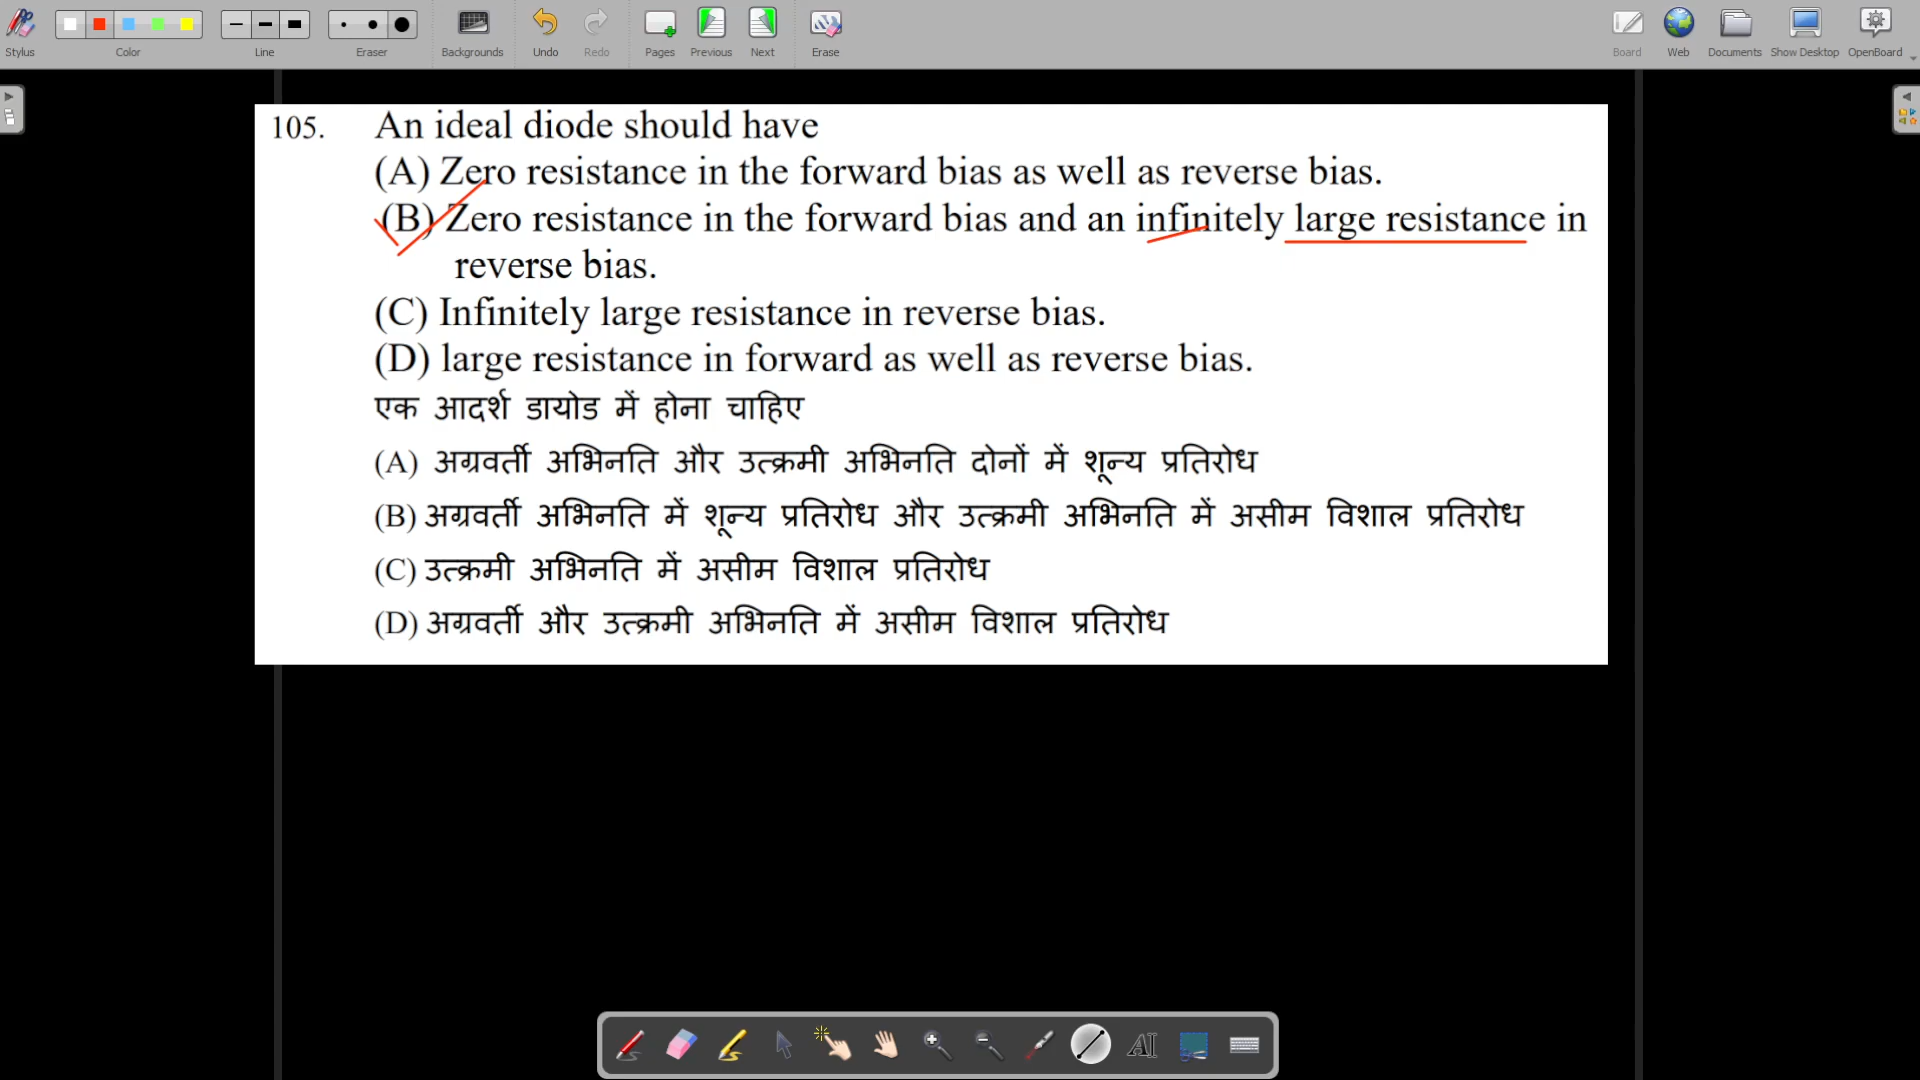 Stylus Color Line Eraser Backgrounds Undo Redo Pages Previous Next Erase Board Web Documents Show Desktop OpenBoard
105. An ideal diode should have
(A) Zero resistance in the forward bias as well as reverse bias.
(B) Zero resistance in the forward bias and an infinitely large resistance in
reverse bias.
(C) Infinitely large resistance in reverse bias.
(D) large resistance in forward as well as reverse bias.
एक आदर्श डायोड में होना चाहिए
(A) अग्रवर्ती अभिनति और उत्क्रमी अभिनति दोनों में शून्य प्रतिरोध
(B) अग्रवर्ती अभिनति में शून्य प्रतिरोध और उत्क्रमी अभिनति में असीम विशाल प्रतिरोध
(C) उत्क्रमी अभिनति में असीम विशाल प्रतिरोध
(D) अग्रवर्ती और उत्क्रमी अभिनति में असीम विशाल प्रतिरोध
AI